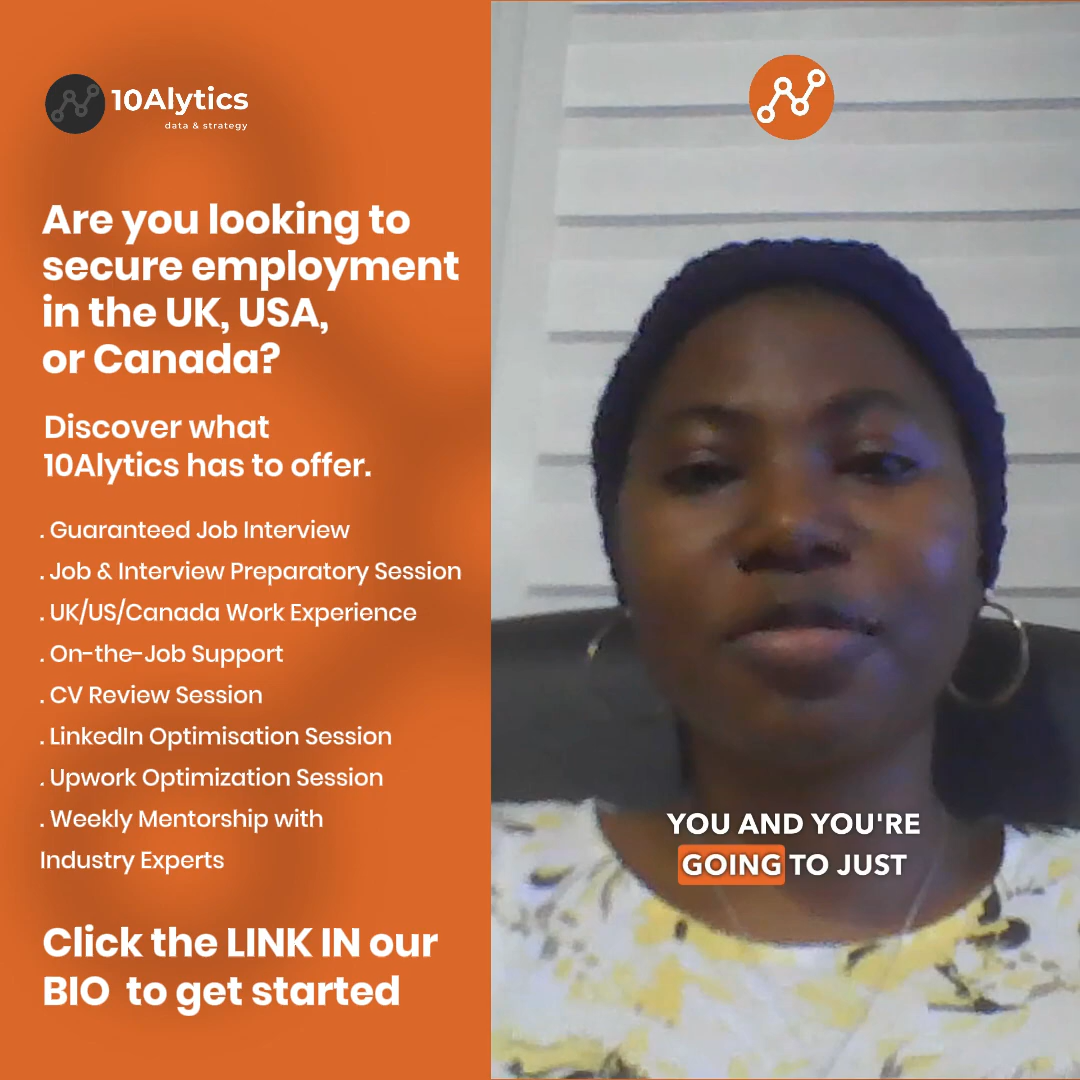 10Alytics
data & strategy
Are you looking to
secure employment
in the UK, USA,
or Canada?
Discover what
10Alytics has to offer.
. Guaranteed Job Interview
. Job & Interview Preparatory Session
. UK/US/Canada Work Experience
. On-the-Job Support
. CV Review Session
. LinkedIn Optimisation Session
. Upwork Optimization Session
. Weekly Mentorship with
Industry Experts
Click the LINK IN our
BIO to get started
YOU AND YOU'RE
GOING TO JUST